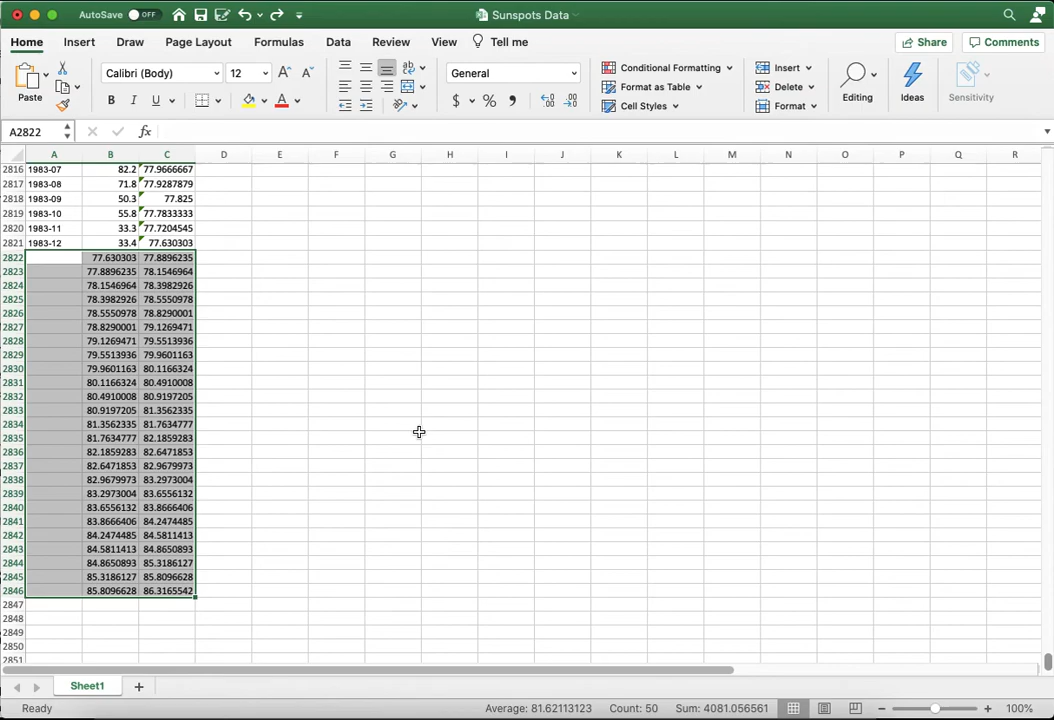 AutoSave OFF Sunspots Data
Home Insert Draw Page Layout Formulas Data Review View Tell me Share Comments
Paste Calibri (Body) 12 A^ A˅ ab General Conditional Formatting Insert Editing Ideas Sensitivity
B I U A $ % , Format as Table Delete
Cell Styles Format
A2822 fx
A B C D E F G H I J K L M N O P Q R
2816 1983-07 82.2 77.9666667
2817 1983-08 71.8 77.9287879
2818 1983-09 50.3 77.825
2819 1983-10 55.8 77.7833333
2820 1983-11 33.3 77.7204545
2821 1983-12 33.4 77.630303
2822 77.630303 77.8896235
2823 77.8896235 78.1546964
2824 78.1546964 78.3982926
2825 78.3982926 78.5550978
2826 78.5550978 78.8290001
2827 78.8290001 79.1269471
2828 79.1269471 79.5513936
2829 79.5513936 79.9601163
2830 79.9601163 80.1166324
2831 80.1166324 80.4910008
2832 80.4910008 80.9197205
2833 80.9197205 81.3562335
2834 81.3562335 81.7634777
2835 81.7634777 82.1859283
2836 82.1859283 82.6471853
2837 82.6471853 82.9679973
2838 82.9679973 83.2973004
2839 83.2973004 83.6556132
2840 83.6556132 83.8666406
2841 83.8666406 84.2474485
2842 84.2474485 84.5811413
2843 84.5811413 84.8650893
2844 84.8650893 85.3186127
2845 85.3186127 85.8096628
2846 85.8096628 86.3165542
2847
2848
2849
2850
2851
Sheet1
Ready Average: 81.62113123 Count: 50 Sum: 4081.056561 100%